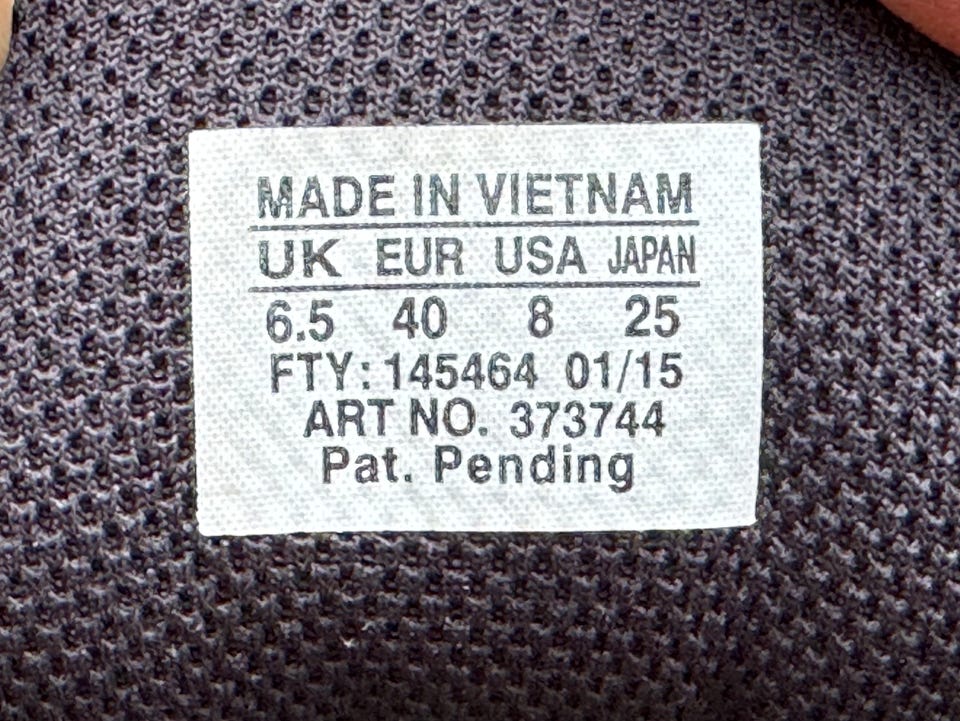 MADE IN VIETNAM
UK EUR USA JAPAN
6.5 40 8 25
FTY: 145464 01/15
ART NO. 373744
Pat. Pending